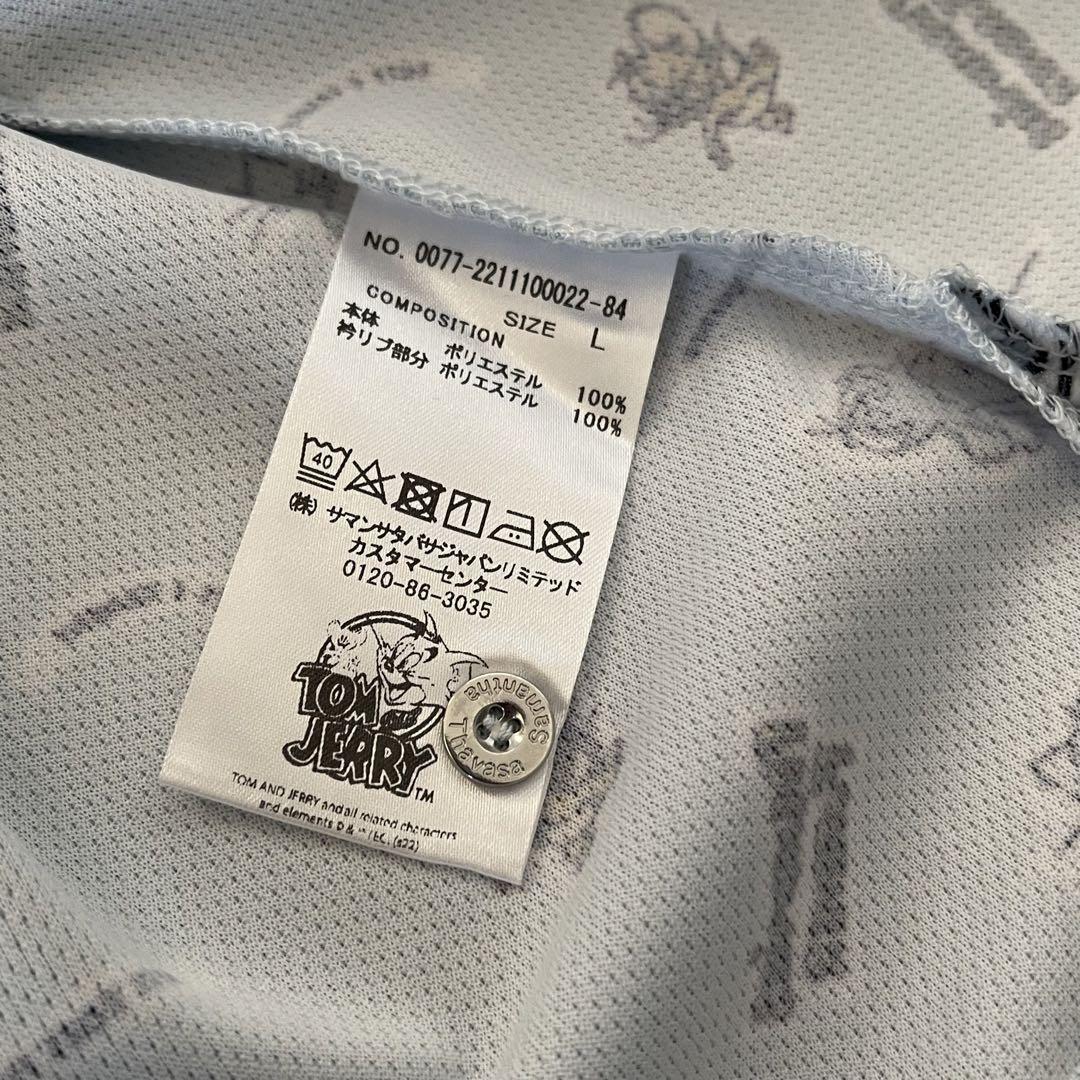 NO. 0077-2211100022-84
SIZE L
COMPOSITION
本体 ポリエステル 100%
衿リブ部分 ポリエステル 100%
40
(株) サマンサタバサジャパンリミテッド
カスタマーセンター
0120-86-3035
TOM and JERRY TM
Samantha Thavasa
TOM AND JERRY and all related characters
and elements © & ™ (s22)